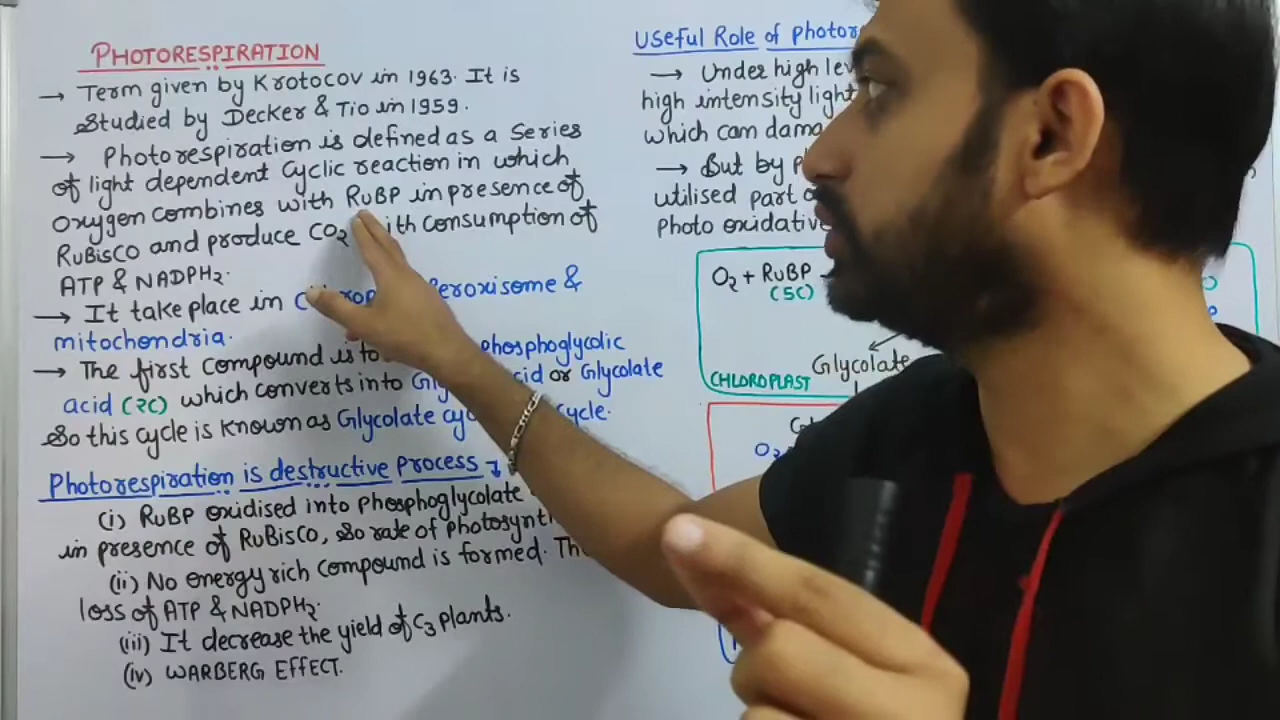 PHOTORESPIRATION
→ Term given by Krotocov in 1963. It is
Studied by Decker & Tio in 1959.
→ Photorespiration is defined as a Series
of light dependent Cyclic reaction in which
Oxygen combines with RuBP in presence of
RuBisCO and produce CO2 with consumption of
ATP & NADPH2.
→ It take place in Peroxisome &
mitochondria.
→ The first Compound is phosphoglycolic
acid (2C) which converts into or Glycolate
So this cycle is known as Glycolate cycle.
Photorespiration is destructive Process
(i) RuBP oxidised into Phosphoglycolate
in presence of RuBisCO, So rate of
(ii) No energy rich compound is formed.
loss of ATP & NADPH2.
(iii) It decrease the yield of C3 plants.
(iv) WARBERG EFFECT.
Useful Role of
→ Under high
high intensity light
which can
→ But by
utilised part
Photo oxidative
O2 + RuBP
(5C)
Glycolate
CHLOROPLAST
O2